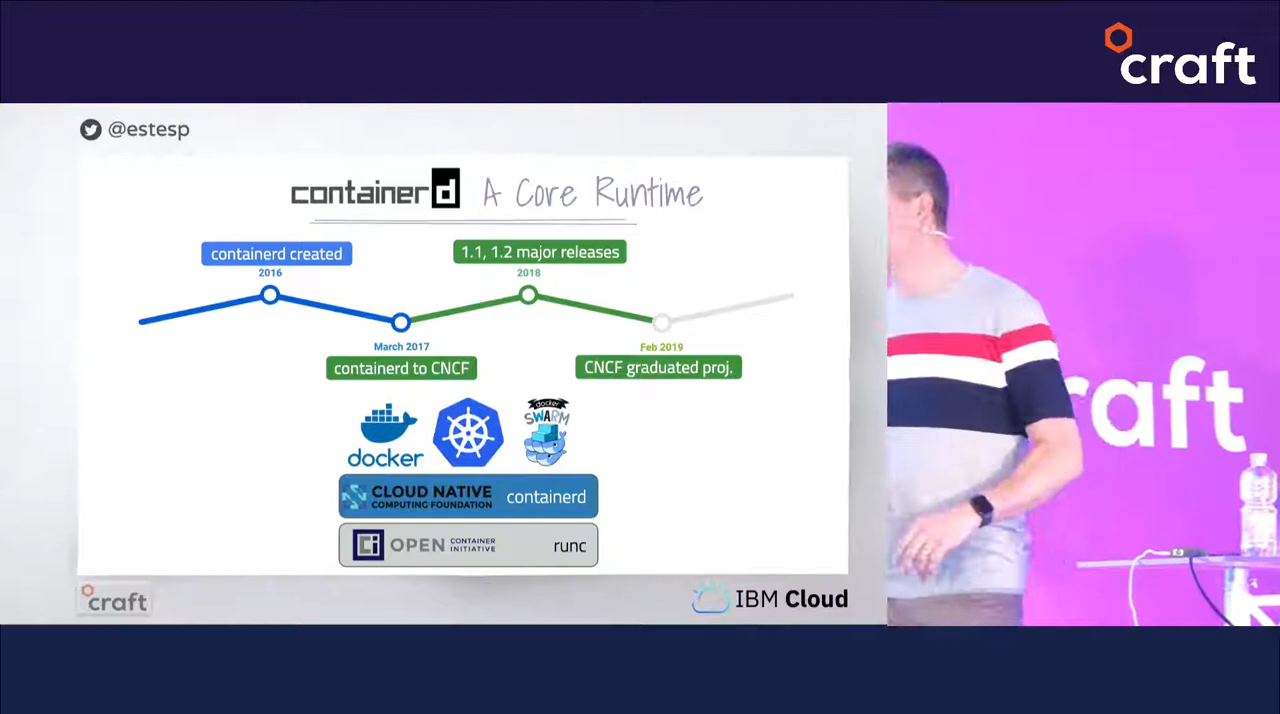 craft
@estesp
containerd A Core Runtime
containerd created
1.1, 1.2 major releases
2016
2018
March 2017
Feb 2019
containerd to CNCF
CNCF graduated proj.
docker
docker
SWARM
CLOUD NATIVE
COMPUTING FOUNDATION
containerd
OPEN
CONTAINER
INITIATIVE
runc
craft
IBM Cloud
raft